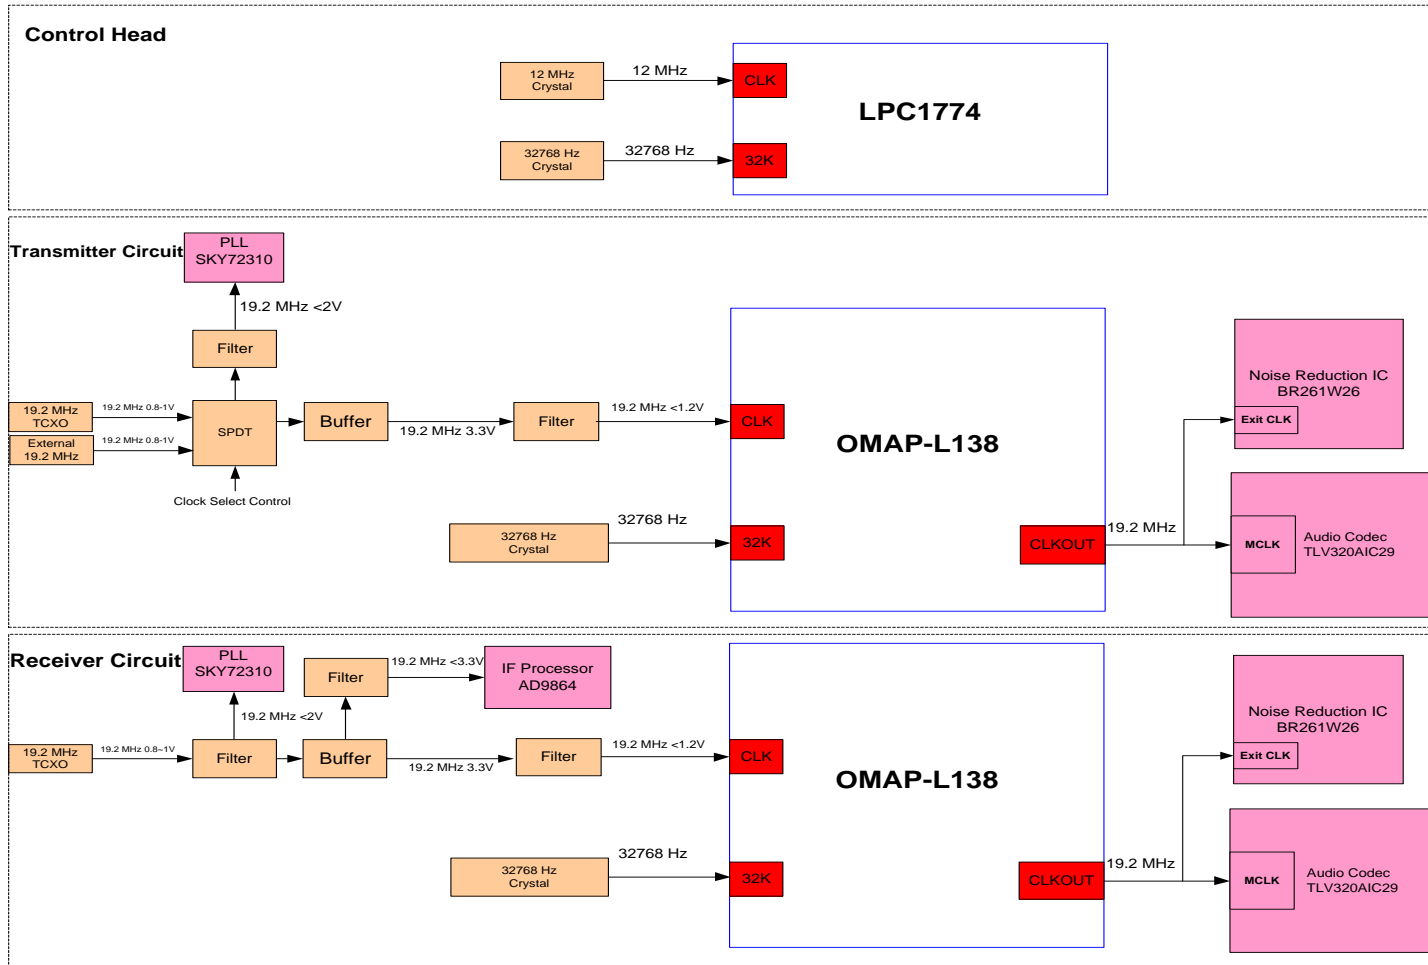 Control Head
12 MHz
Crystal
12 MHz
CLK
LPC1774
32768 Hz
Crystal
32768 Hz
32K
Transmitter Circuit
PLL
SKY72310
19.2 MHz <2V
Filter
19.2 MHz
TCXO
19.2 MHz 0.8-1V
External
19.2 MHz
19.2 MHz 0.8-1V
SPDT
Clock Select Control
Buffer
19.2 MHz 3.3V
Filter
19.2 MHz <1.2V
CLK
OMAP-L138
32768 Hz
Crystal
32768 Hz
32K
CLKOUT
19.2 MHz
Noise Reduction IC
BR261W26
Exit CLK
MCLK
Audio Codec
TLV320AIC29
Receiver Circuit
PLL
SKY72310
19.2 MHz <2V
Filter
19.2 MHz <3.3V
IF Processor
AD9864
19.2 MHz
TCXO
19.2 MHz 0.8~1V
Filter
Buffer
19.2 MHz 3.3V
Filter
19.2 MHz <1.2V
CLK
OMAP-L138
32768 Hz
Crystal
32768 Hz
32K
CLKOUT
19.2 MHz
Noise Reduction IC
BR261W26
Exit CLK
MCLK
Audio Codec
TLV320AIC29